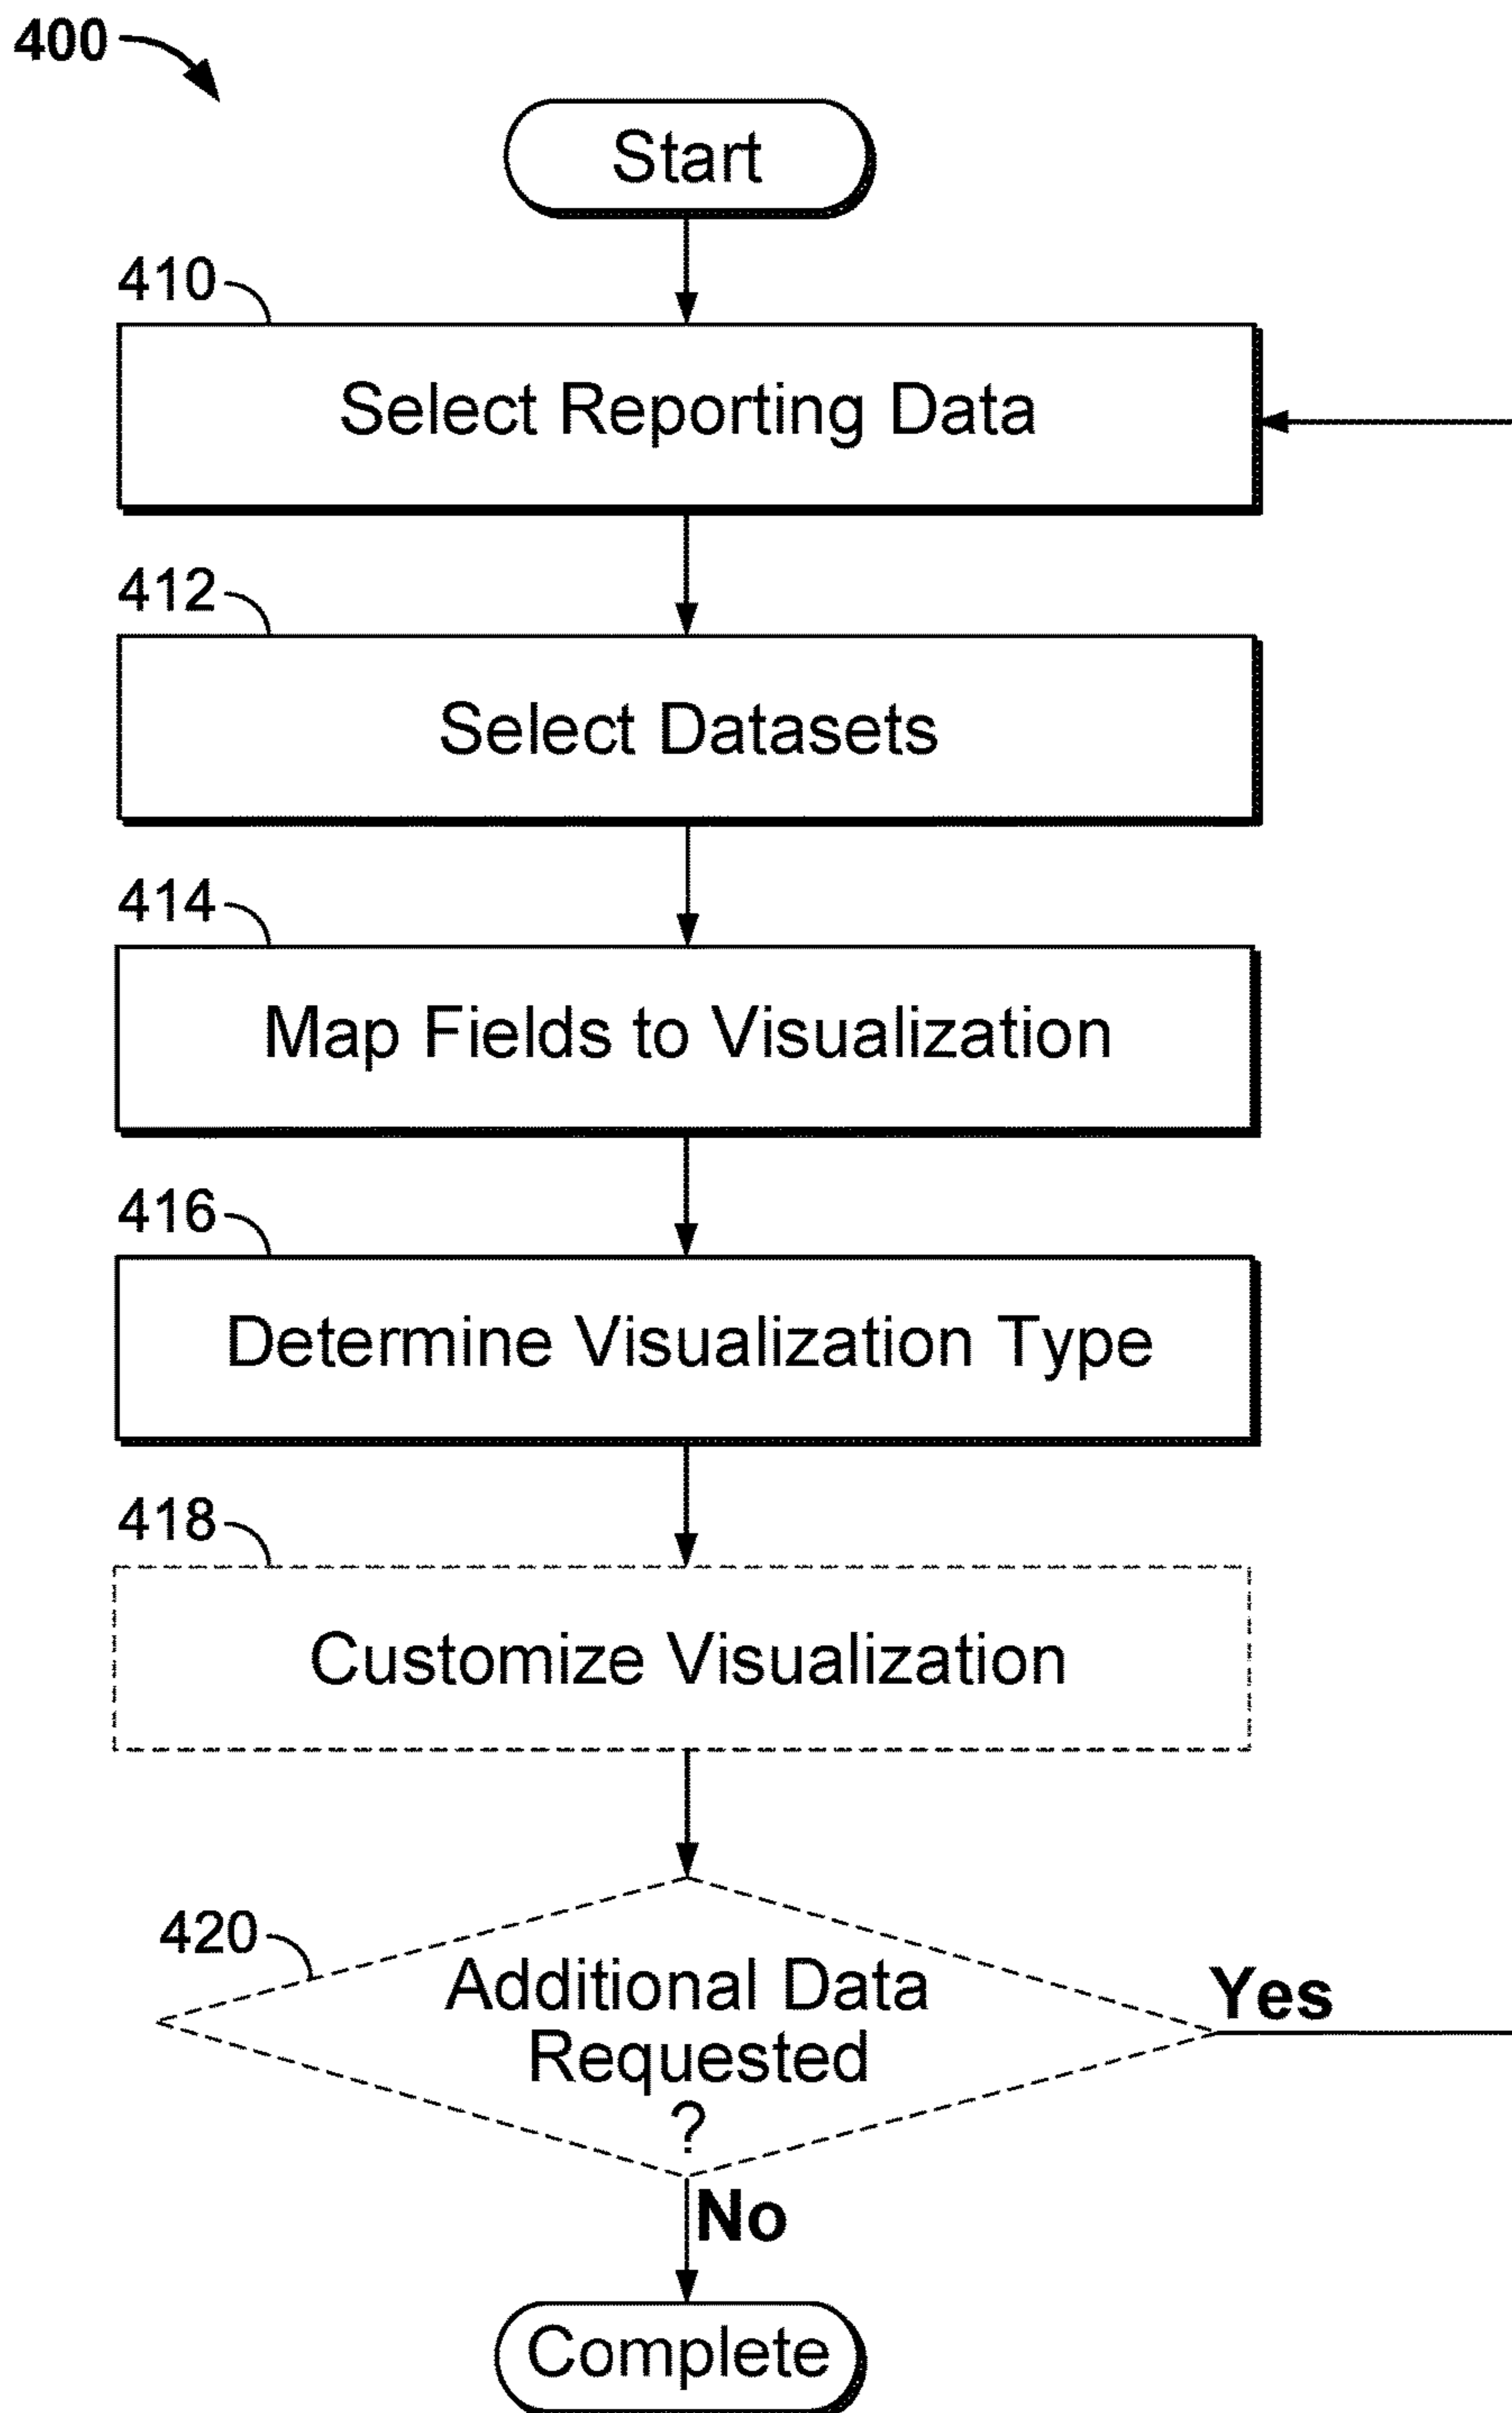 400
Start
410
Select Reporting Data
412
Select Datasets
414
Map Fields to Visualization
416
Determine Visualization Type
418
Customize Visualization
420
Additional Data
Requested
?
Yes
No
Complete